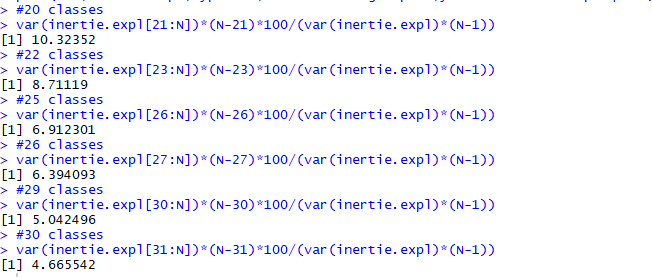 > #20 classes
> var(inertie.expl[21:N])*(N-21)*100/(var(inertie.expl)*(N-1))
[1] 10.32352
> #22 classes
> var(inertie.expl[23:N])*(N-23)*100/(var(inertie.expl)*(N-1))
[1] 8.71119
> #25 classes
> var(inertie.expl[26:N])*(N-26)*100/(var(inertie.expl)*(N-1))
[1] 6.912301
> #26 classes
> var(inertie.expl[27:N])*(N-27)*100/(var(inertie.expl)*(N-1))
[1] 6.394093
> #29 classes
> var(inertie.expl[30:N])*(N-30)*100/(var(inertie.expl)*(N-1))
[1] 5.042496
> #30 classes
> var(inertie.expl[31:N])*(N-31)*100/(var(inertie.expl)*(N-1))
[1] 4.665542